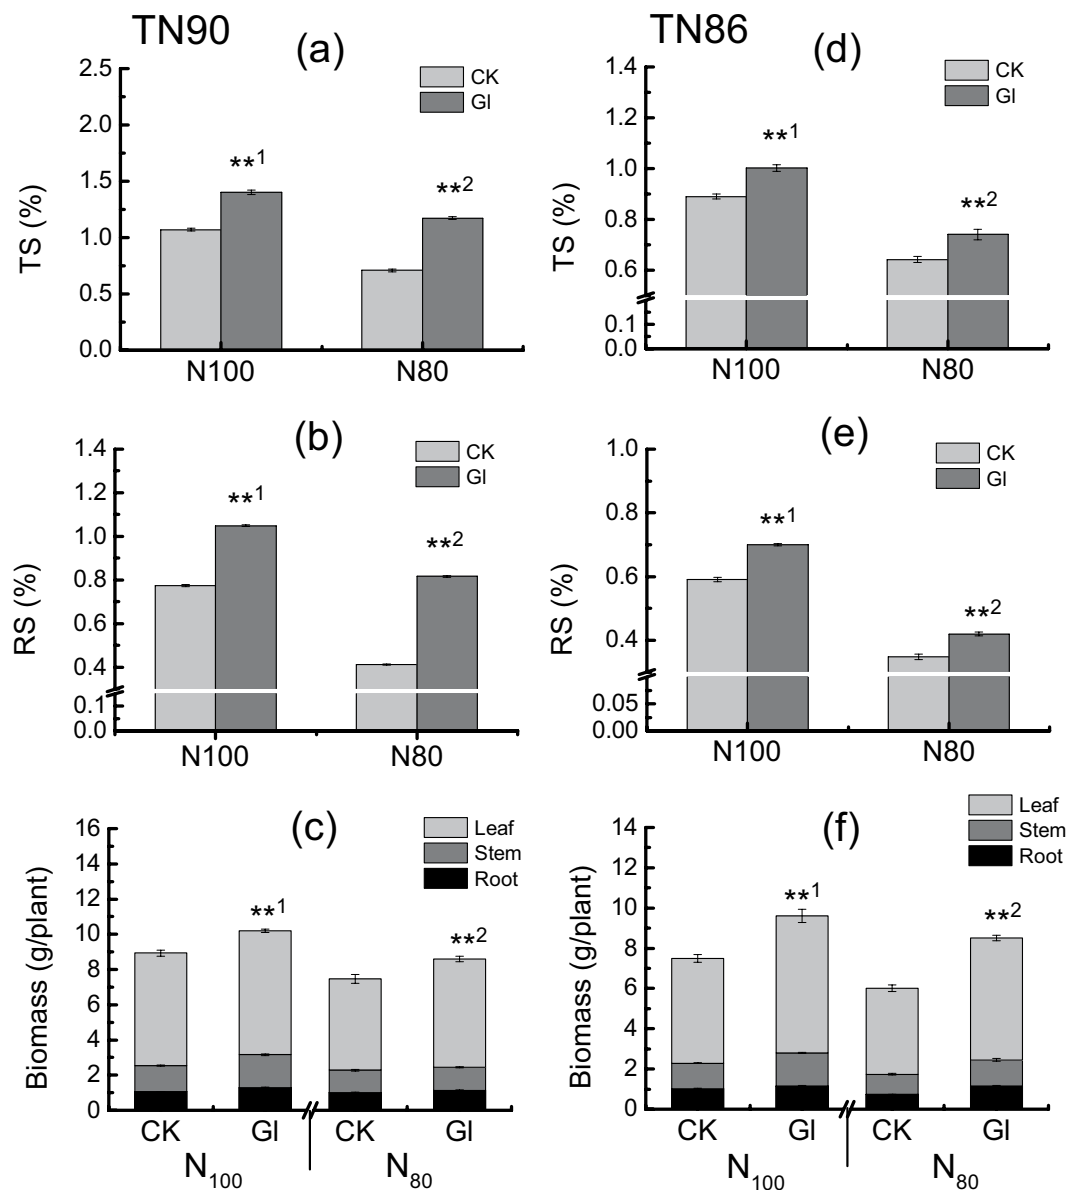 TN90
(a)
2.5
2.0
1.5
1.0
0.5
0.0
TS (%)
CK
GI
**1
**2
N100
N80
TN86
(d)
1.4
1.2
1.0
0.8
0.6
0.1
0.0
TS (%)
CK
GI
**1
**2
N100
N80
(b)
1.4
1.2
1.0
0.8
0.6
0.4
0.1
0.0
RS (%)
CK
GI
**1
**2
N100
N80
(e)
1.0
0.8
0.6
0.4
0.05
0.00
RS (%)
CK
GI
**1
**2
N100
N80
(c)
16
14
12
10
8
6
4
2
0
Biomass (g/plant)
Leaf
Stem
Root
**1
**2
CK GI CK GI
N100 N80
(f)
14
12
10
8
6
4
2
0
Biomass (g/plant)
Leaf
Stem
Root
**1
**2
CK GI CK GI
N100 N80